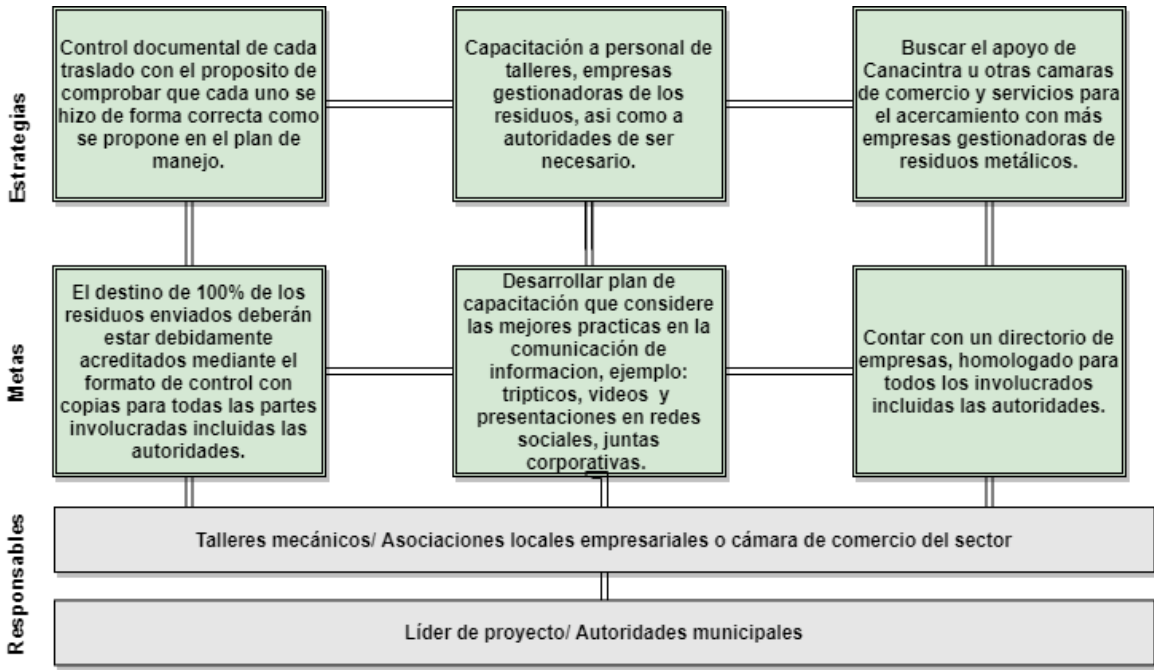 Estrategias
Control documental de cada
traslado con el proposito de
comprobar que cada uno se
hizo de forma correcta como
se propone en el plan de
manejo.
Capacitación a personal de
talleres, empresas
gestionadoras de los
residuos, asi como a
autoridades de ser
necesario.
Buscar el apoyo de
Canacintra u otras camaras
de comercio y servicios para
el acercamiento con más
empresas gestionadoras de
residuos metálicos.
Metas
El destino de 100% de los
residuos enviados deberán
estar debidamente
acreditados mediante el
formato de control con
copias para todas las partes
involucradas incluidas las
autoridades.
Desarrollar plan de
capacitación que considere
las mejores practicas en la
comunicación de
informacion, ejemplo:
tripticos, videos y
presentaciones en redes
sociales, juntas
corporativas.
Contar con un directorio de
empresas, homologado para
todos los involucrados
incluidas las autoridades.
Responsables
Talleres mecánicos/ Asociaciones locales empresariales o cámara de comercio del sector
Líder de proyecto/ Autoridades municipales